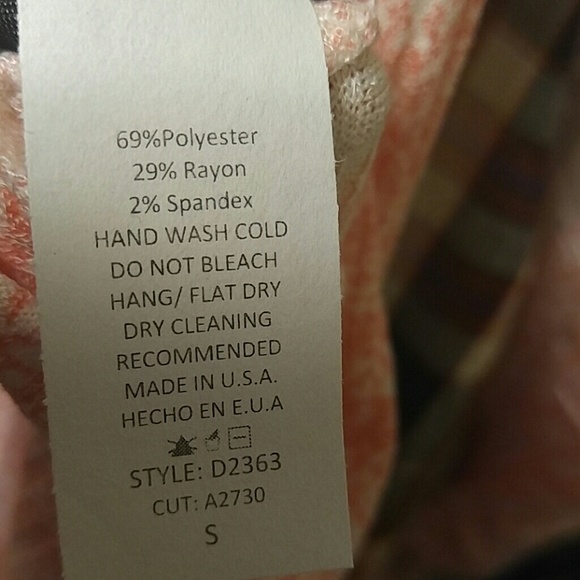 69%Polyester
29% Rayon
2% Spandex
HAND WASH COLD
DO NOT BLEACH
HANG/ FLAT DRY
DRY CLEANING
RECOMMENDED
MADE IN U.S.A.
HECHO EN E.U.A
STYLE: D2363
CUT: A2730
S